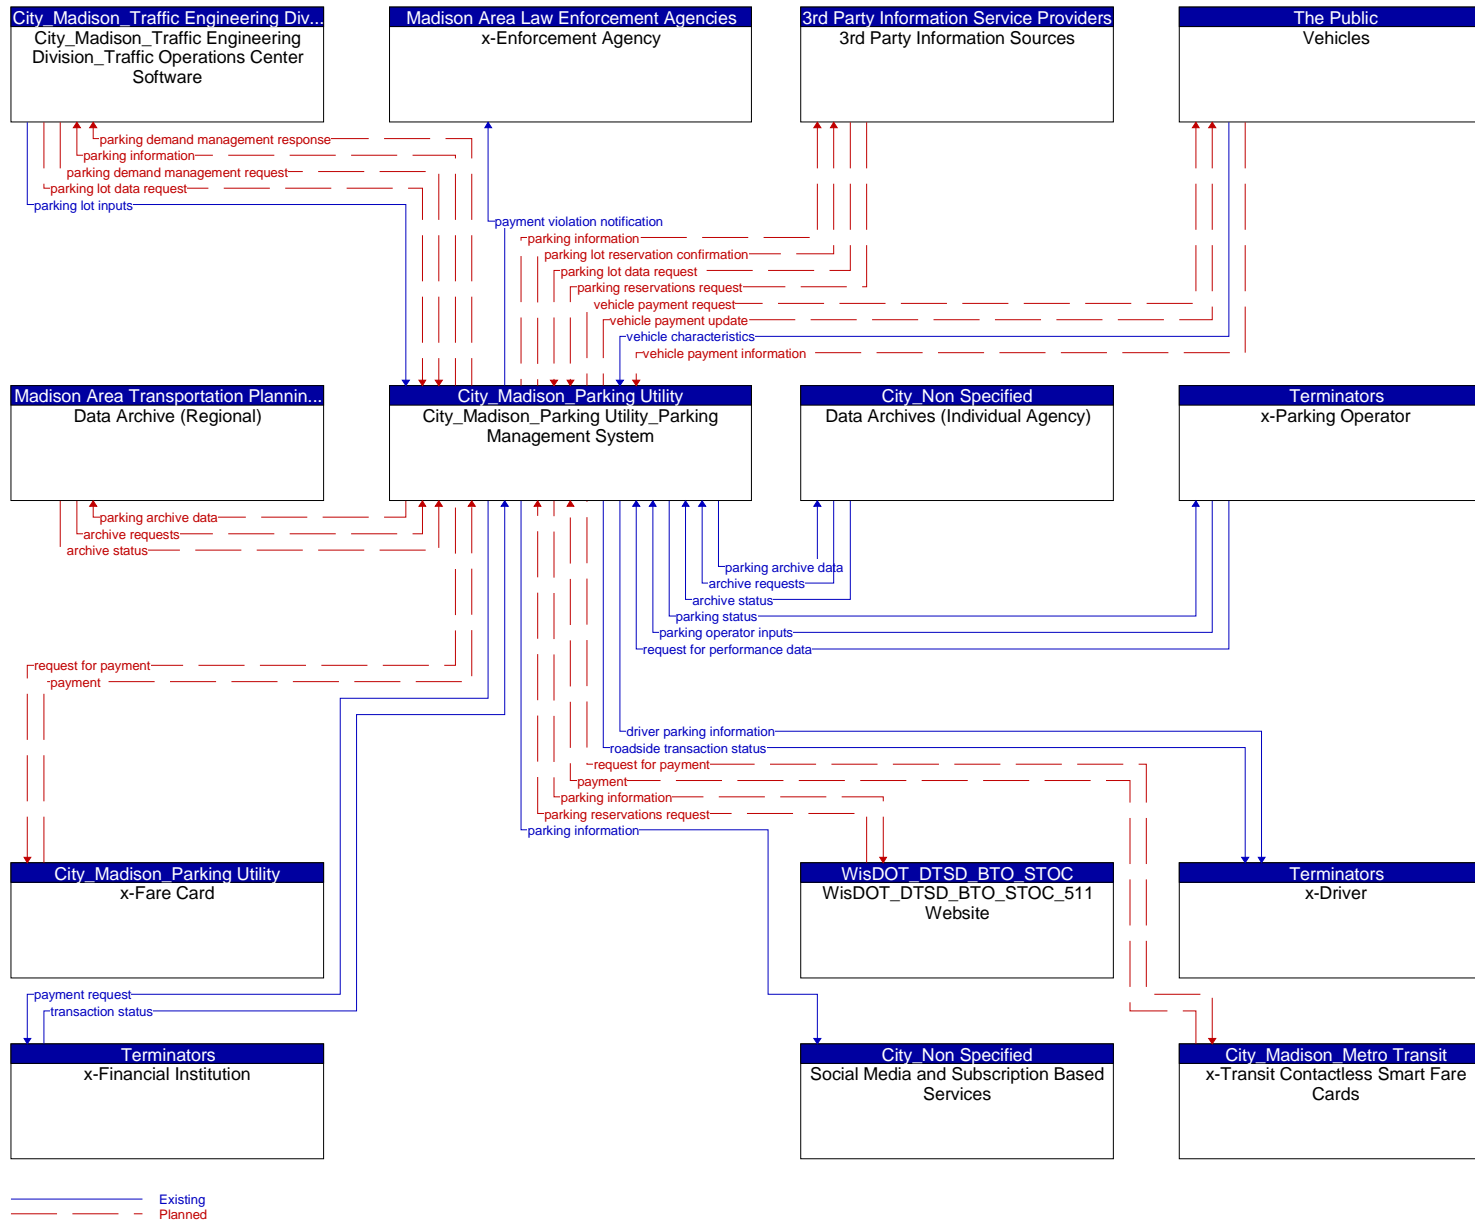 City_Madison_Traffic Engineering Div...
City_Madison_Traffic Engineering
Division_Traffic Operations Center
Software
Madison Area Law Enforcement Agencies
x-Enforcement Agency
3rd Party Information Service Providers
3rd Party Information Sources
The Public
Vehicles
parking demand management response
parking information
parking demand management request
parking lot data request
parking lot inputs
payment violation notification
parking information
parking lot reservation confirmation
parking lot data request
parking reservations request
vehicle payment request
vehicle payment update
vehicle characteristics
vehicle payment information
Madison Area Transportation Plannin...
Data Archive (Regional)
City_Madison_Parking Utility
City_Madison_Parking Utility_Parking
Management System
City_Non Specified
Data Archives (Individual Agency)
Terminators
x-Parking Operator
parking archive data
archive requests
archive status
parking archive data
archive requests
archive status
parking status
parking operator inputs
request for performance data
request for payment
payment
driver parking information
roadside transaction status
request for payment
payment
parking information
parking reservations request
parking information
City_Madison_Parking Utility
x-Fare Card
WisDOT_DTSD_BTO_STOC
WisDOT_DTSD_BTO_STOC_511
Website
Terminators
x-Driver
payment request
transaction status
Terminators
x-Financial Institution
City_Non Specified
Social Media and Subscription Based
Services
City_Madison_Metro Transit
x-Transit Contactless Smart Fare
Cards
Existing
Planned